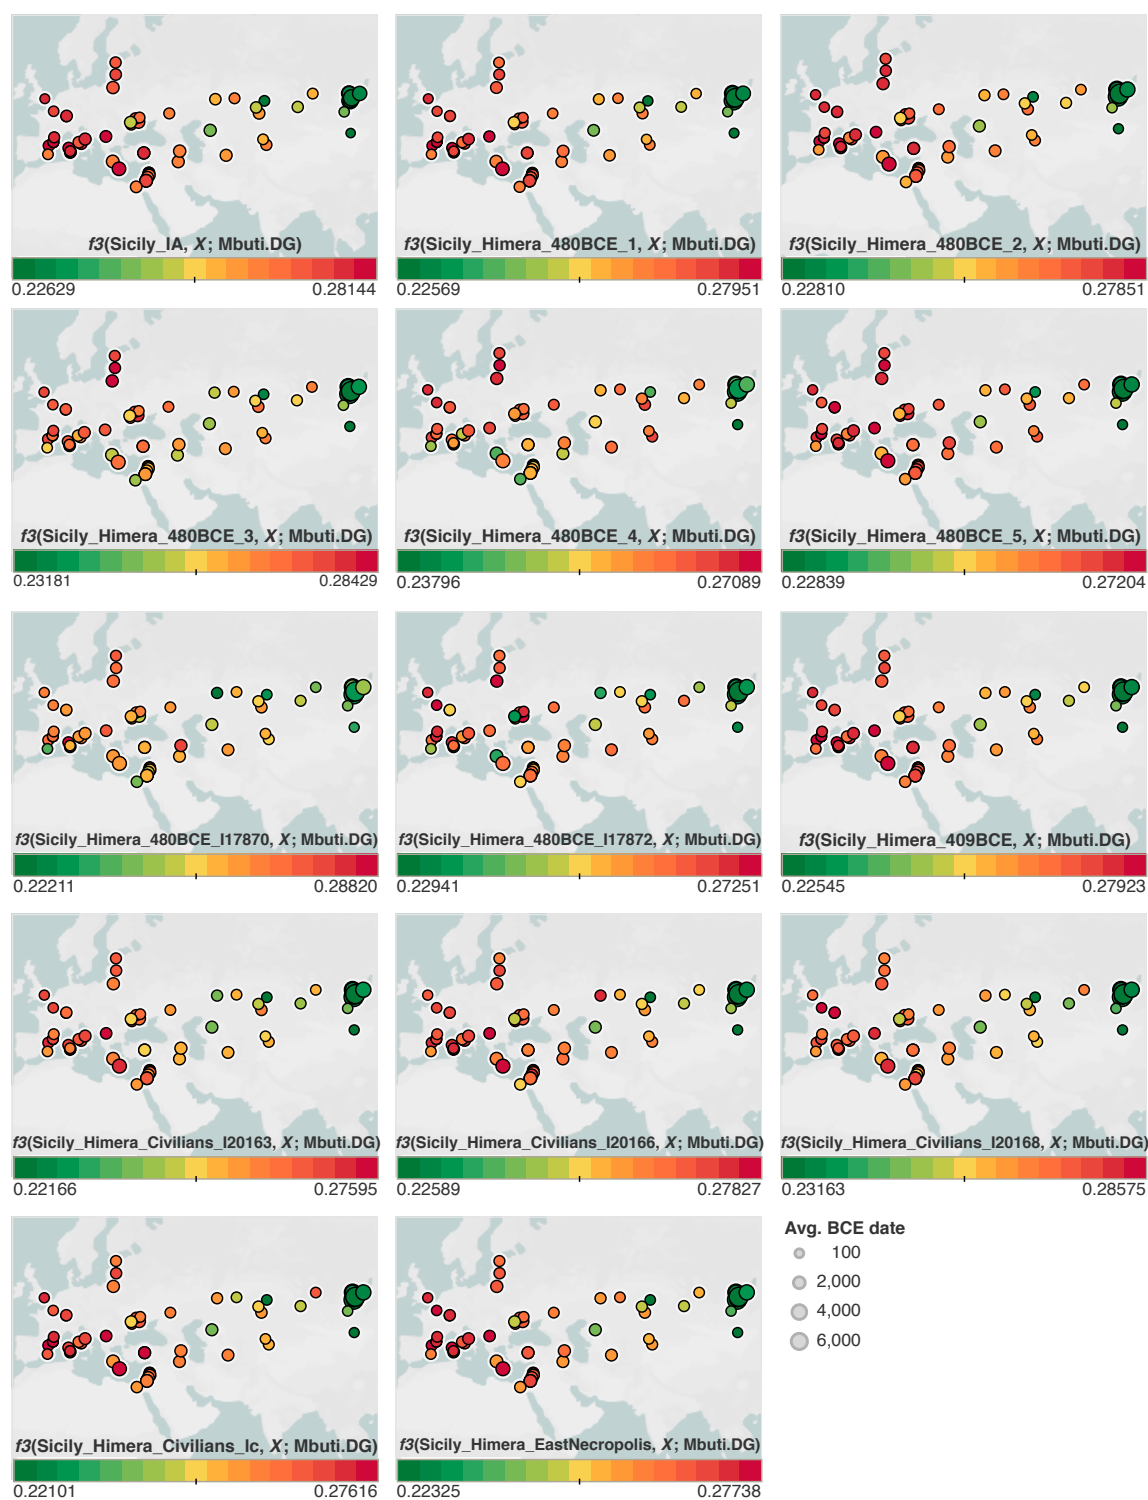 f3(Sicily_IA, X; Mbuti.DG)
0.22629 0.28144
f3(Sicily_Himera_480BCE_1, X; Mbuti.DG)
0.22569 0.27951
f3(Sicily_Himera_480BCE_2, X; Mbuti.DG)
0.22810 0.27851
f3(Sicily_Himera_480BCE_3, X; Mbuti.DG)
0.23181 0.28429
f3(Sicily_Himera_480BCE_4, X; Mbuti.DG)
0.23796 0.27089
f3(Sicily_Himera_480BCE_5, X; Mbuti.DG)
0.22839 0.27204
f3(Sicily_Himera_480BCE_I17870, X; Mbuti.DG)
0.22211 0.28820
f3(Sicily_Himera_480BCE_I17872, X; Mbuti.DG)
0.22941 0.27251
f3(Sicily_Himera_409BCE, X; Mbuti.DG)
0.22545 0.27923
f3(Sicily_Himera_Civilians_I20163, X; Mbuti.DG)
0.22166 0.27595
f3(Sicily_Himera_Civilians_I20166, X; Mbuti.DG)
0.22589 0.27827
f3(Sicily_Himera_Civilians_I20168, X; Mbuti.DG)
0.23163 0.28575
f3(Sicily_Himera_Civilians_Ic, X; Mbuti.DG)
0.22101 0.27616
f3(Sicily_Himera_EastNecropolis, X; Mbuti.DG)
0.22325 0.27738
Avg. BCE date
100
2,000
4,000
6,000